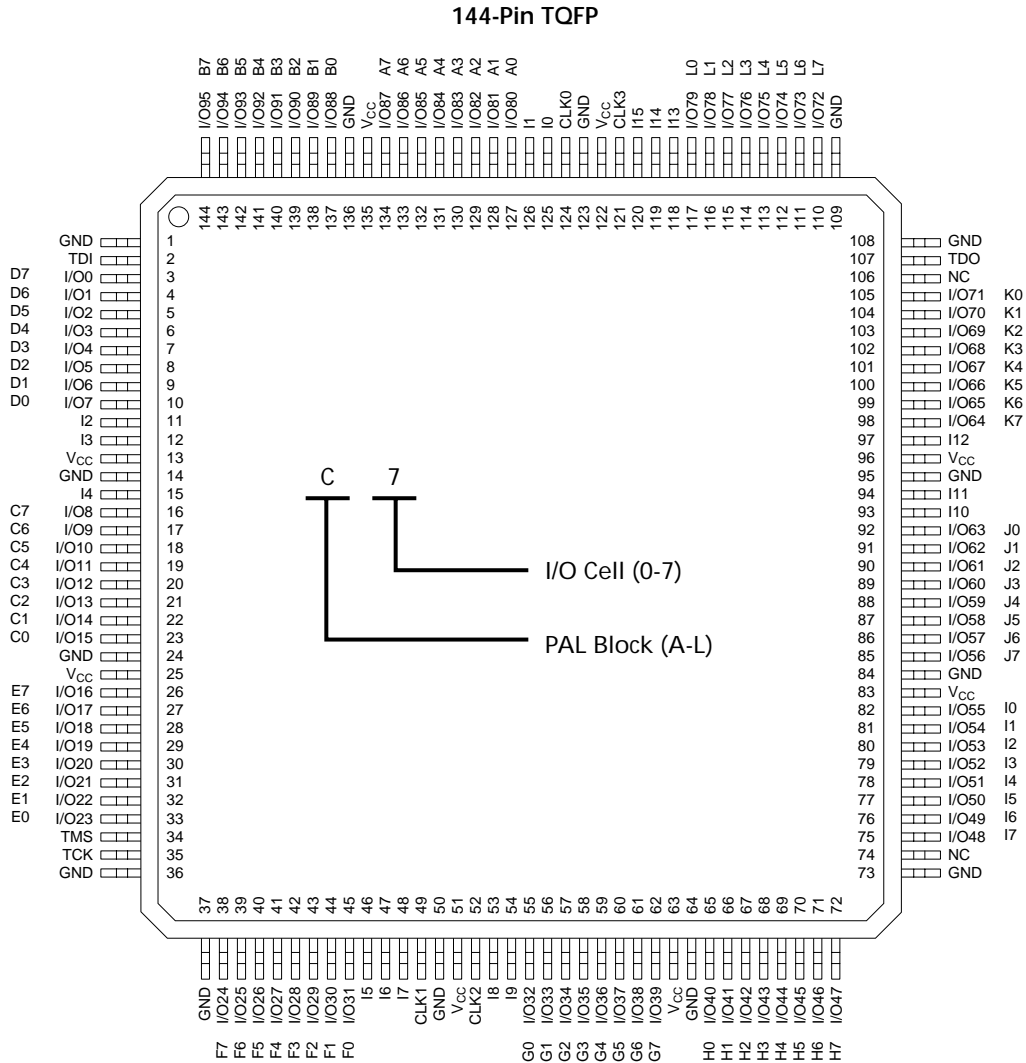 144-Pin TQFP
B7 B6 B5 B4 B3 B2 B1 B0 A7 A6 A5 A4 A3 A2 A1 A0 L0 L1 L2 L3 L4 L5 L6 L7
I/O95 I/O94 I/O93 I/O92 I/O91 I/O90 I/O89 I/O88 GND VCC I/O87 I/O86 I/O85 I/O84 I/O83 I/O82 I/O81 I/O80 I1 I0 CLK0 GND VCC CLK3 I15 I14 I13 I/O79 I/O78 I/O77 I/O76 I/O75 I/O74 I/O73 I/O72 GND
144 143 142 141 140 139 138 137 136 135 134 133 132 131 130 129 128 127 126 125 124 123 122 121 120 119 118 117 116 115 114 113 112 111 110 109
GND 1 108 GND
TDI 2 107 TDO
D7 I/O0 3 106 NC
D6 I/O1 4 105 I/O71 K0
D5 I/O2 5 104 I/O70 K1
D4 I/O3 6 103 I/O69 K2
D3 I/O4 7 102 I/O68 K3
D2 I/O5 8 101 I/O67 K4
D1 I/O6 9 100 I/O66 K5
D0 I/O7 10 99 I/O65 K6
I2 11 98 I/O64 K7
I3 12 97 I12
VCC 13 96 VCC
GND 14 95 GND
I4 15 94 I11
C7 I/O8 16 93 I10
C6 I/O9 17 92 I/O63 J0
C5 I/O10 18 91 I/O62 J1
C4 I/O11 19 90 I/O61 J2
C3 I/O12 20 89 I/O60 J3
C2 I/O13 21 88 I/O59 J4
C1 I/O14 22 87 I/O58 J5
C0 I/O15 23 86 I/O57 J6
GND 24 85 I/O56 J7
VCC 25 84 GND
E7 I/O16 26 83 VCC
E6 I/O17 27 82 I/O55 I0
E5 I/O18 28 81 I/O54 I1
E4 I/O19 29 80 I/O53 I2
E3 I/O20 30 79 I/O52 I3
E2 I/O21 31 78 I/O51 I4
E1 I/O22 32 77 I/O50 I5
E0 I/O23 33 76 I/O49 I6
TMS 34 75 I/O48 I7
TCK 35 74 NC
GND 36 73 GND
C 7
I/O Cell (0-7)
PAL Block (A-L)
37 38 39 40 41 42 43 44 45 46 47 48 49 50 51 52 53 54 55 56 57 58 59 60 61 62 63 64 65 66 67 68 69 70 71 72
GND I/O24 I/O25 I/O26 I/O27 I/O28 I/O29 I/O30 I/O31 I5 I6 I7 CLK1 GND VCC CLK2 I8 I9 I/O32 I/O33 I/O34 I/O35 I/O36 I/O37 I/O38 I/O39 VCC GND I/O40 I/O41 I/O42 I/O43 I/O44 I/O45 I/O46 I/O47
F7 F6 F5 F4 F3 F2 F1 F0 G0 G1 G2 G3 G4 G5 G6 G7 H0 H1 H2 H3 H4 H5 H6 H7